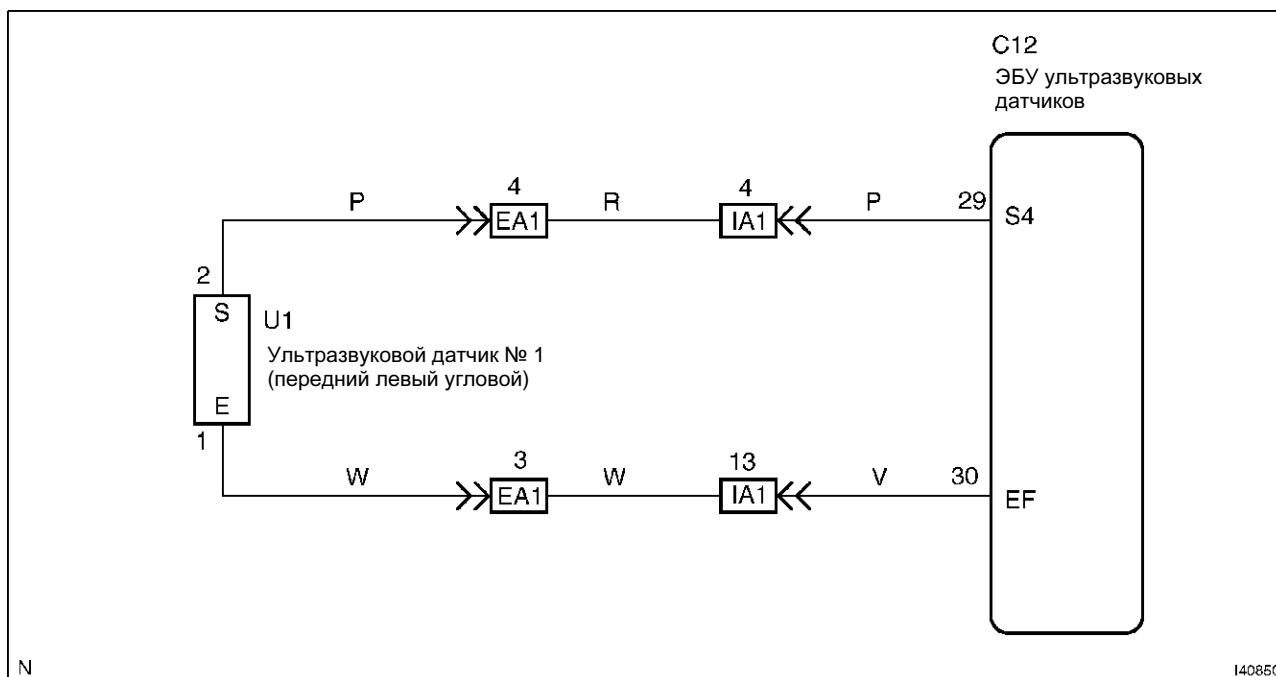 C12
ЭБУ ультразвуковых
датчиков
4
4
P
R
P
29
EA1
IA1
S4
2
S
U1
Ультразвуковой датчик № 1
(передний левый угловой)
E
1
3
13
W
W
V
30
EA1
IA1
EF
N
I40850